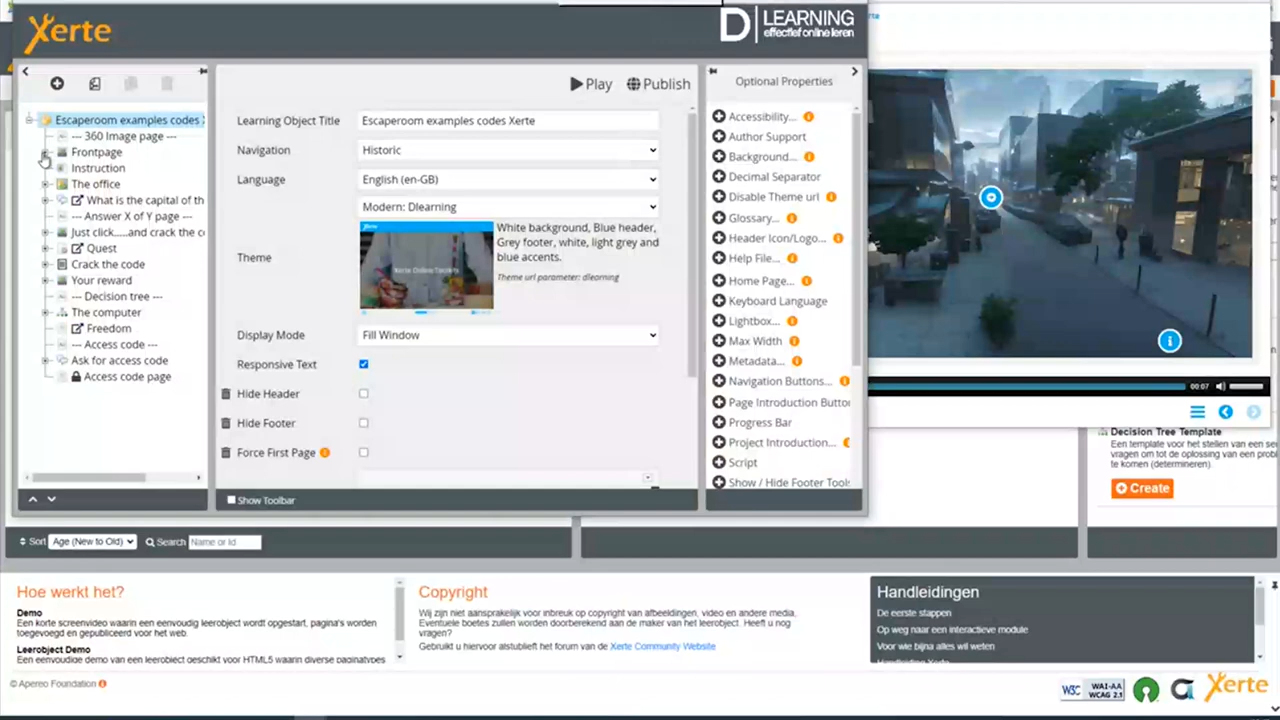 Xerte
D LEARNING
effectief online leren
Play
Publish
Optional Properties
Escaperoom examples codes
--- 360 Image page ---
Frontpage
Instruction
The office
What is the capital of th
--- Answer X of Y page ---
Just click.....and crack the c
Quest
Crack the code
Your reward
--- Decision tree ---
The computer
Freedom
--- Access code ---
Ask for access code
Access code page
Learning Object Title
Escaperoom examples codes Xerte
Navigation
Historic
Language
English (en-GB)
Modern: Dlearning
Theme
Xerte Online Toolkits
White background, Blue header,
Grey footer, white, light grey and
blue accents.
Theme url parameter: dlearning
Display Mode
Fill Window
Responsive Text
Hide Header
Hide Footer
Force First Page
Show Toolbar
Accessibility...
Author Support
Background...
Decimal Separator
Disable Theme url
Glossary...
Header Icon/Logo...
Help File...
Home Page...
Keyboard Language
Lightbox...
Max Width
Metadata...
Navigation Buttons...
Page Introduction Buttor
Progress Bar
Project Introduction...
Script
Show / Hide Footer Tools
00:07
Decision Tree Template
Een template voor het stellen van een se
vragen om tot de oplossing van een prob
te komen (determineren).
Create
Sort
Age (New to Old)
Search
Name or Id
Hoe werkt het?
Demo
Een korte screenvideo waarin een eenvoudig leerobject wordt opgestart, pagina's worden
toegevoegd en gepubliceerd voor het web.
Leerobject Demo
Een eenvoudige demo van een leerobject geschikt voor HTML5 waarin diverse paginatypes
Copyright
Wij zijn niet aansprakelijk voor inbreuk op copyright van afbeeldingen, video en andere media.
Eventuele boetes zullen worden doorberekend aan de maker van het leerobject. Heeft u nog
vragen?
Gebruikt u hiervoor alstublieft het forum van de Xerte Community Website
Handleidingen
De eerste stappen
Op weg naar een interactieve module
Voor wie bijna alles wil weten
Handleiding Xerte
© Apereo Foundation
W3C WAI-AA
WCAG 2.1
Xerte